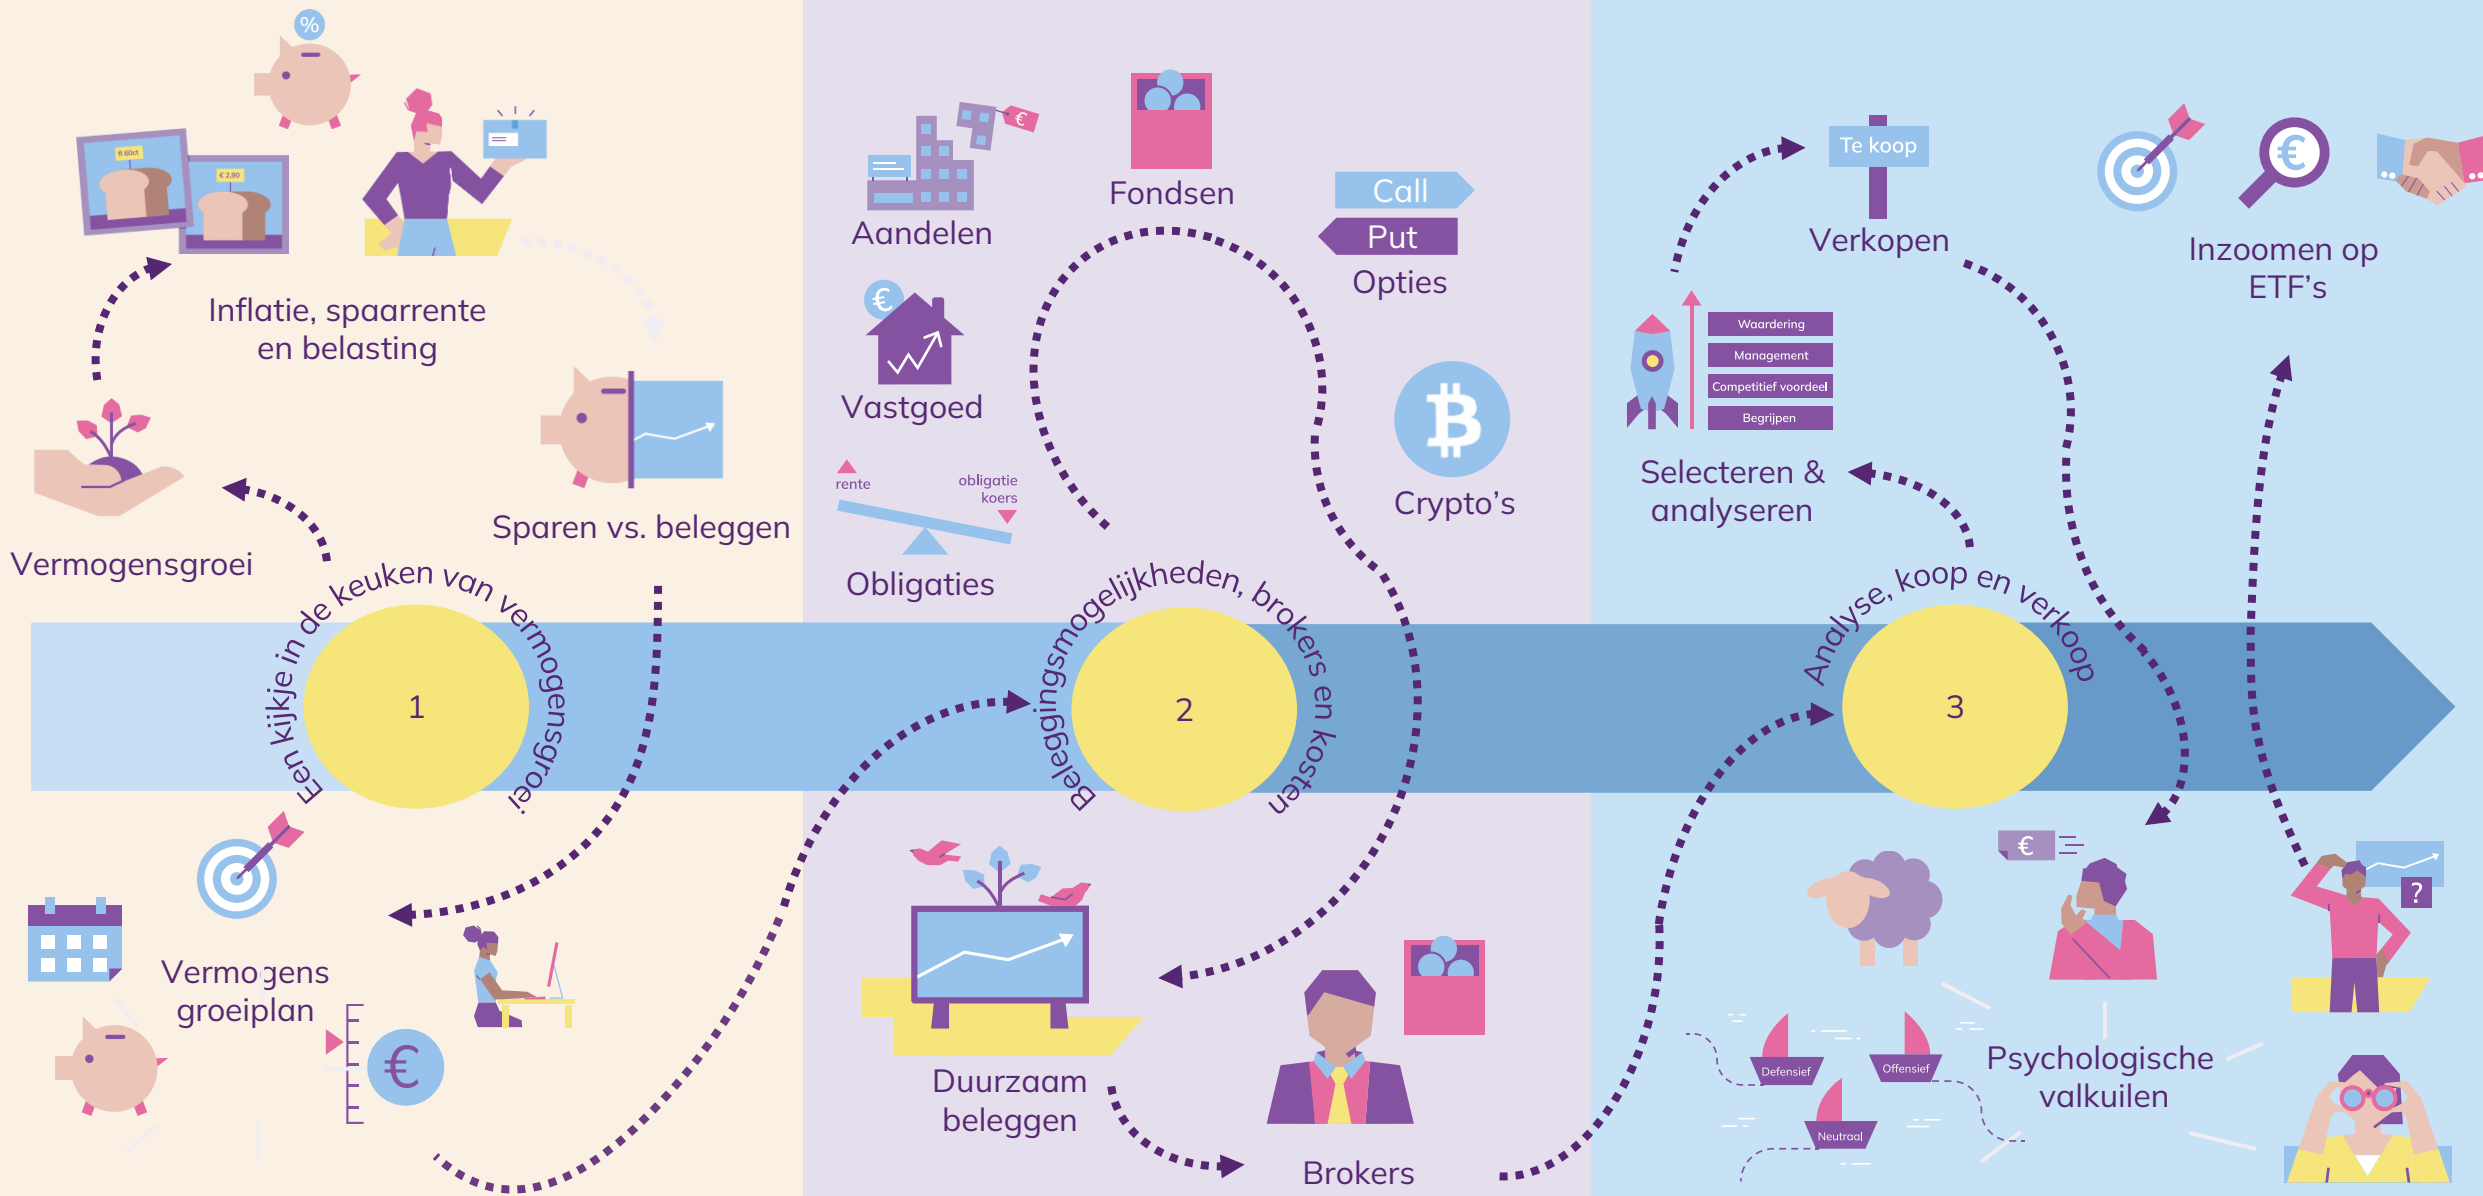 %
fl 60ct
€ 2,90
Inflatie, spaarrente
en belasting
Vermogensgroei
Sparen vs. beleggen
Een kijkje in de keuken van vermogensgroei
1
Vermogens
groeiplan
€
€
Aandelen
Fondsen
Call
Put
Opties
€
Vastgoed
Crypto's
rente
obligatie
koers
Obligaties
Beleggingsmogelijkheden, brokers en kosten
2
Duurzaam
beleggen
Brokers
Te koop
Verkopen
€
Inzoomen op
ETF's
Waardering
Management
Competitief voordeel
Begrijpen
Selecteren &
analyseren
Analyse, koop en verkoop
3
€
?
Defensief
Offensief
Neutraal
Psychologische
valkuilen